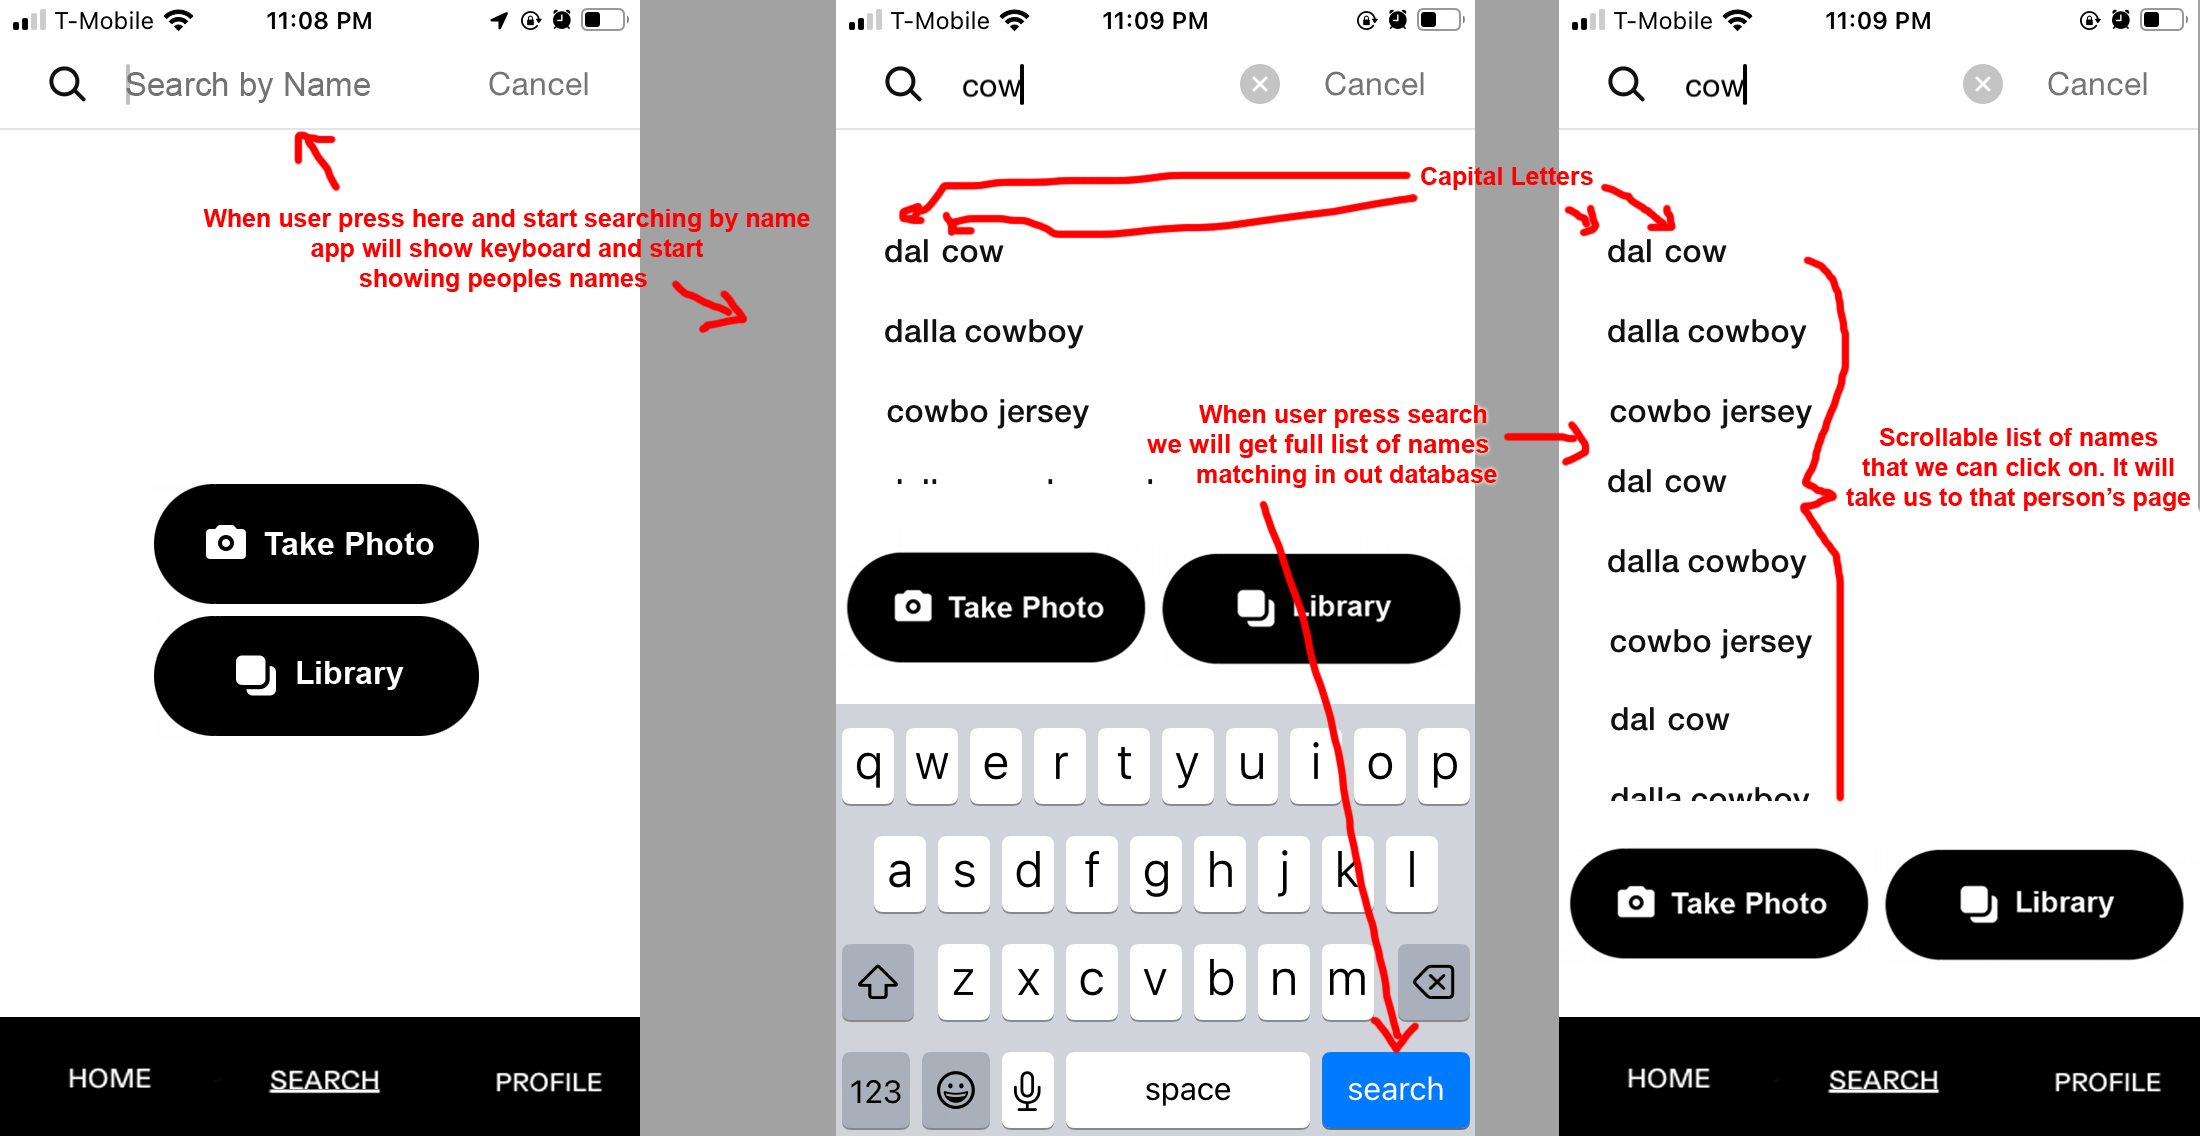 T-Mobile 11:08 PM
Search by Name Cancel
When user press here and start searching by name
app will show keyboard and start
showing peoples names
Take Photo
Library
HOME SEARCH PROFILE
T-Mobile 11:09 PM
cow Cancel
Capital Letters
dal cow
dalla cowboy
cowbo jersey
When user press search
we will get full list of names
matching in out database
Take Photo Library
q w e r t y u i o p
a s d f g h j k l
z x c v b n m
123 space search
T-Mobile 11:09 PM
cow Cancel
dal cow
dalla cowboy
cowbo jersey
dal cow
dalla cowboy
cowbo jersey
dal cow
dalla cowboy
Scrollable list of names
that we can click on. It will
take us to that person’s page
Take Photo Library
HOME SEARCH PROFILE